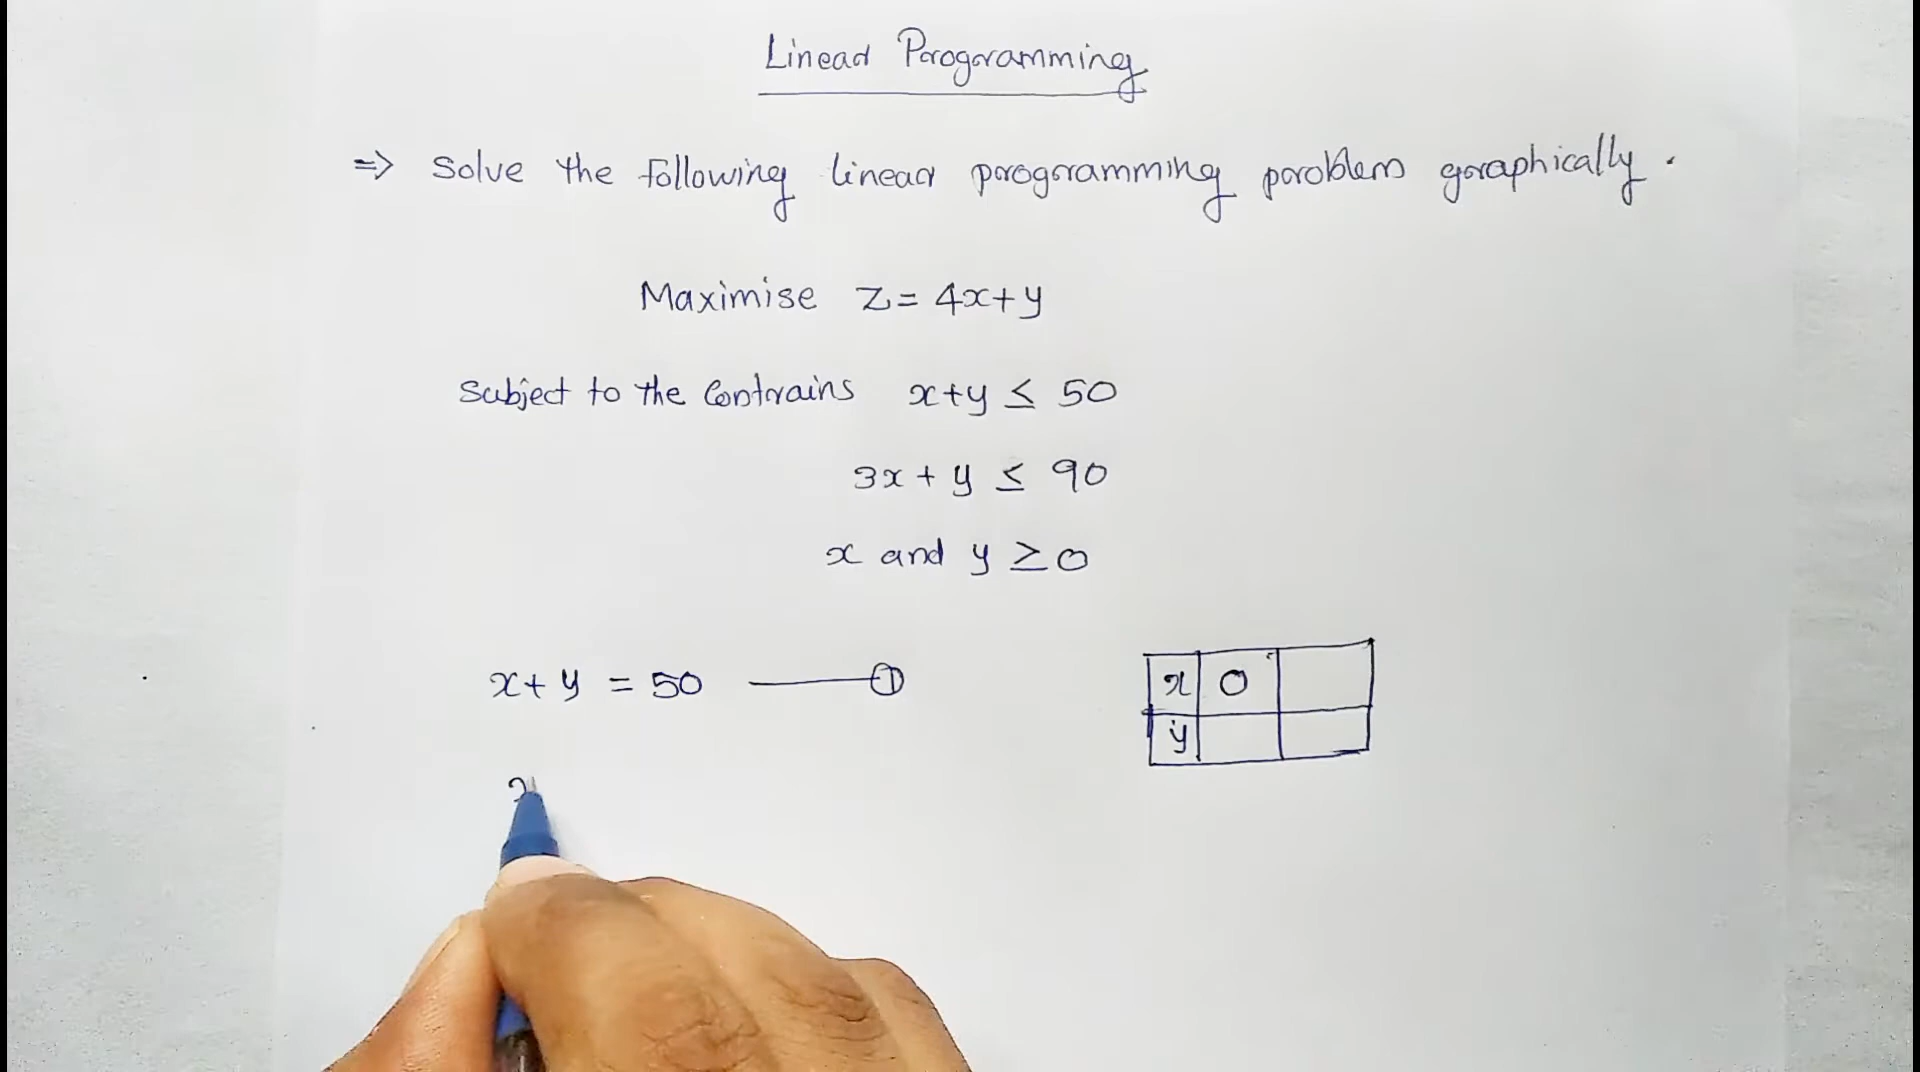 Linear Programming
=> Solve the following linear programming problem graphically.
Maximise Z = 4x+y
Subject to the Contrains x+y ≤ 50
3x + y ≤ 90
x and y ≥ 0
x + y = 50 —— ①
x 0
y